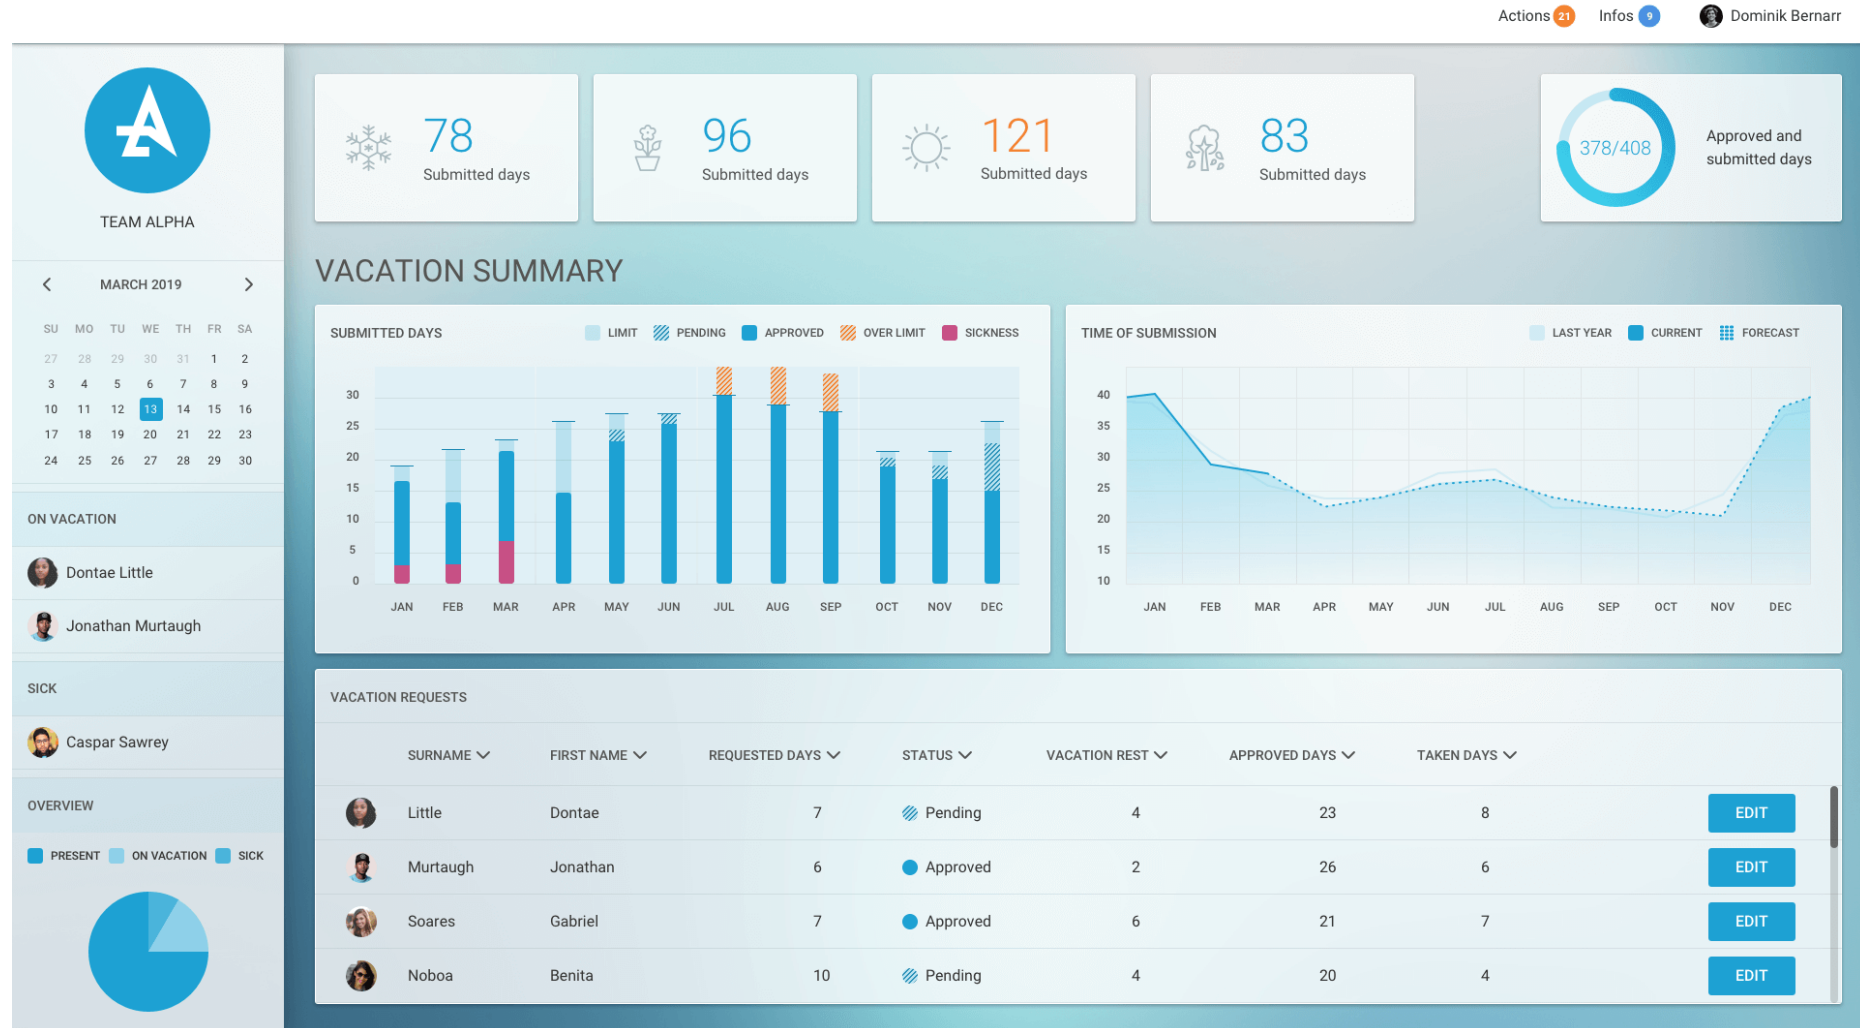 Actions 21 Infos 9 Dominik Bernarr
TEAM ALPHA
MARCH 2019
SU MO TU WE TH FR SA
27 28 29 30 31 1 2
3 4 5 6 7 8 9
10 11 12 13 14 15 16
17 18 19 20 21 22 23
24 25 26 27 28 29 30
ON VACATION
Dontae Little
Jonathan Murtaugh
SICK
Caspar Sawrey
OVERVIEW
PRESENT ON VACATION SICK
78
Submitted days
96
Submitted days
121
Submitted days
83
Submitted days
378/408
Approved and
submitted days
VACATION SUMMARY
SUBMITTED DAYS LIMIT PENDING APPROVED OVER LIMIT SICKNESS
30
25
20
15
10
5
0
JAN FEB MAR APR MAY JUN JUL AUG SEP OCT NOV DEC
TIME OF SUBMISSION LAST YEAR CURRENT FORECAST
40
35
30
25
20
15
10
JAN FEB MAR APR MAY JUN JUL AUG SEP OCT NOV DEC
VACATION REQUESTS
SURNAME FIRST NAME REQUESTED DAYS STATUS VACATION REST APPROVED DAYS TAKEN DAYS
Little Dontae 7 Pending 4 23 8 EDIT
Murtaugh Jonathan 6 Approved 2 26 6 EDIT
Soares Gabriel 7 Approved 6 21 7 EDIT
Noboa Benita 10 Pending 4 20 4 EDIT